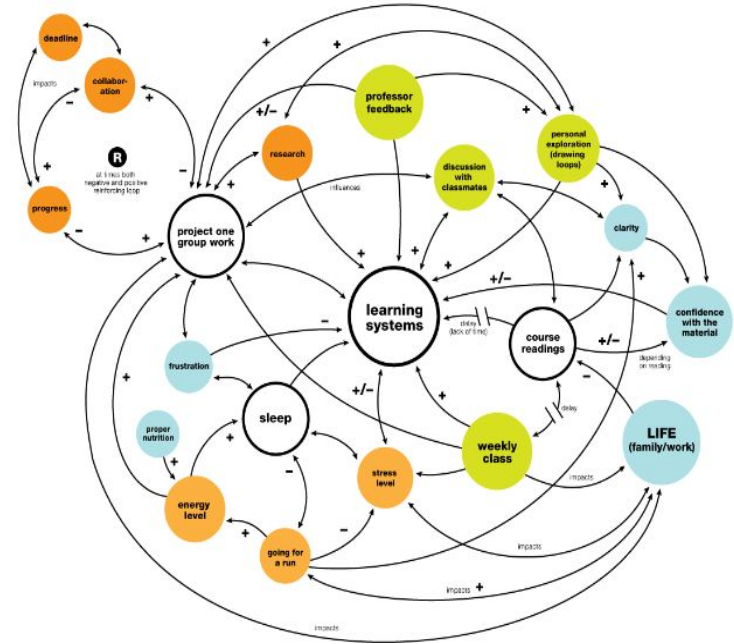 deadline
impacts
collabor-
ation
–
+
R
at times both
negative and positive
reinforcing loop
+
progress
–
+
–
project one
group work
+
+
+/–
+
research
professor
feedback
+
personal
exploration
(drawing
loops)
+
discussion with
classmates
influences
clarity
+
+
+
+
learning
systems
delay
(lack of time)
+/–
confidence
with the
material
course
readings
+/–
depending
on reading
–
–
frustration
+
+/–
+
delay
sleep
proper
nutrition
+
+
weekly
class
LIFE
(family/work)
impacts
stress
level
–
energy
level
+
–
going for
a run
impacts
impacts
+
impacts